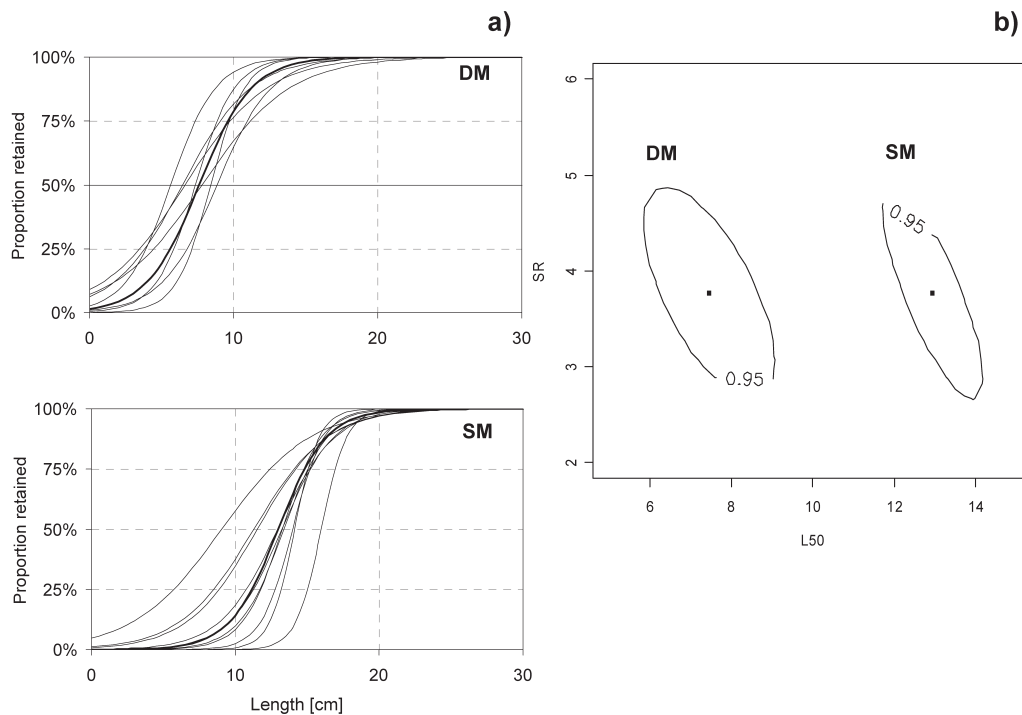 a)
DM
100%
75%
50%
25%
0%
Proportion retained
0 10 20 30
SM
100%
75%
50%
25%
0%
Proportion retained
0 10 20 30
Length [cm]
b)
DM SM
6
5
4
3
2
SR
0.95
0.95
6 8 10 12 14
L50